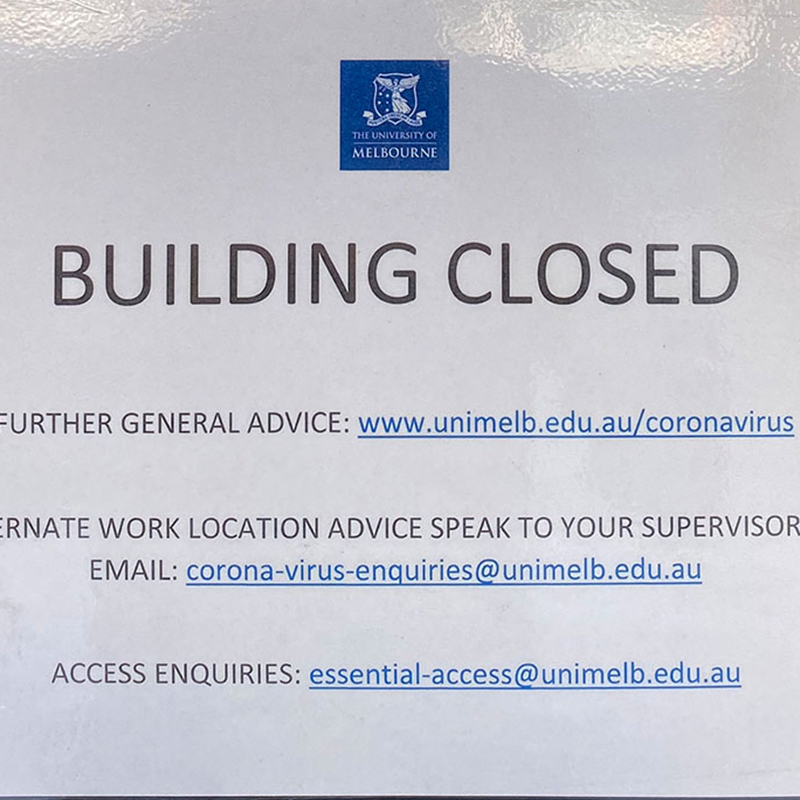 THE UNIVERSITY OF
MELBOURNE
BUILDING CLOSED
FURTHER GENERAL ADVICE: www.unimelb.edu.au/coronavirus
ERNATE WORK LOCATION ADVICE SPEAK TO YOUR SUPERVISOR
EMAIL: corona-virus-enquiries@unimelb.edu.au
ACCESS ENQUIRIES: essential-access@unimelb.edu.au